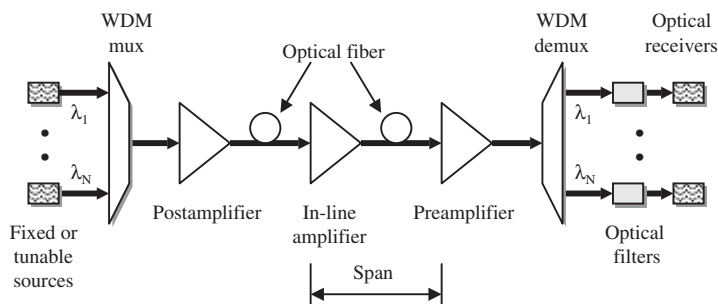 WDM
mux
Optical fiber
WDM
demux
Optical
receivers
λ1
λN
λ1
λN
Postamplifier
In-line
amplifier
Preamplifier
Fixed or
tunable
sources
Optical
filters
Span